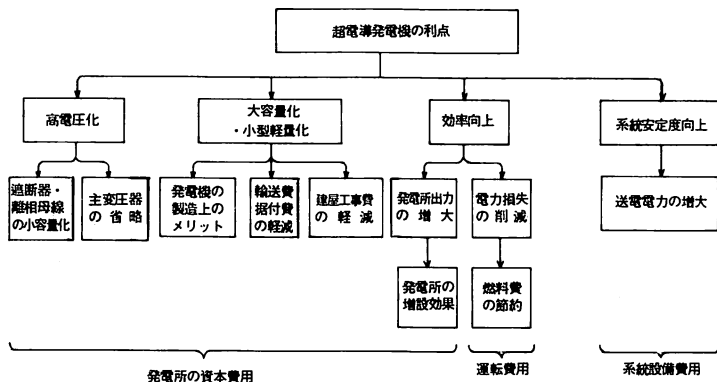 超電導発電機の利点
高電圧化
大容量化
・小型軽量化
効率向上
系統安定度向上
遮断器・
離相母線
の小容量化
主変圧器
の省略
発電機の
製造上の
メリット
輸送費
据付費
の軽減
建屋工事費
の軽減
発電所出力
の増大
電力損失
の削減
送電電力の増大
発電所の
増設効果
燃料費
の節約
発電所の資本費用
運転費用
系統設備費用